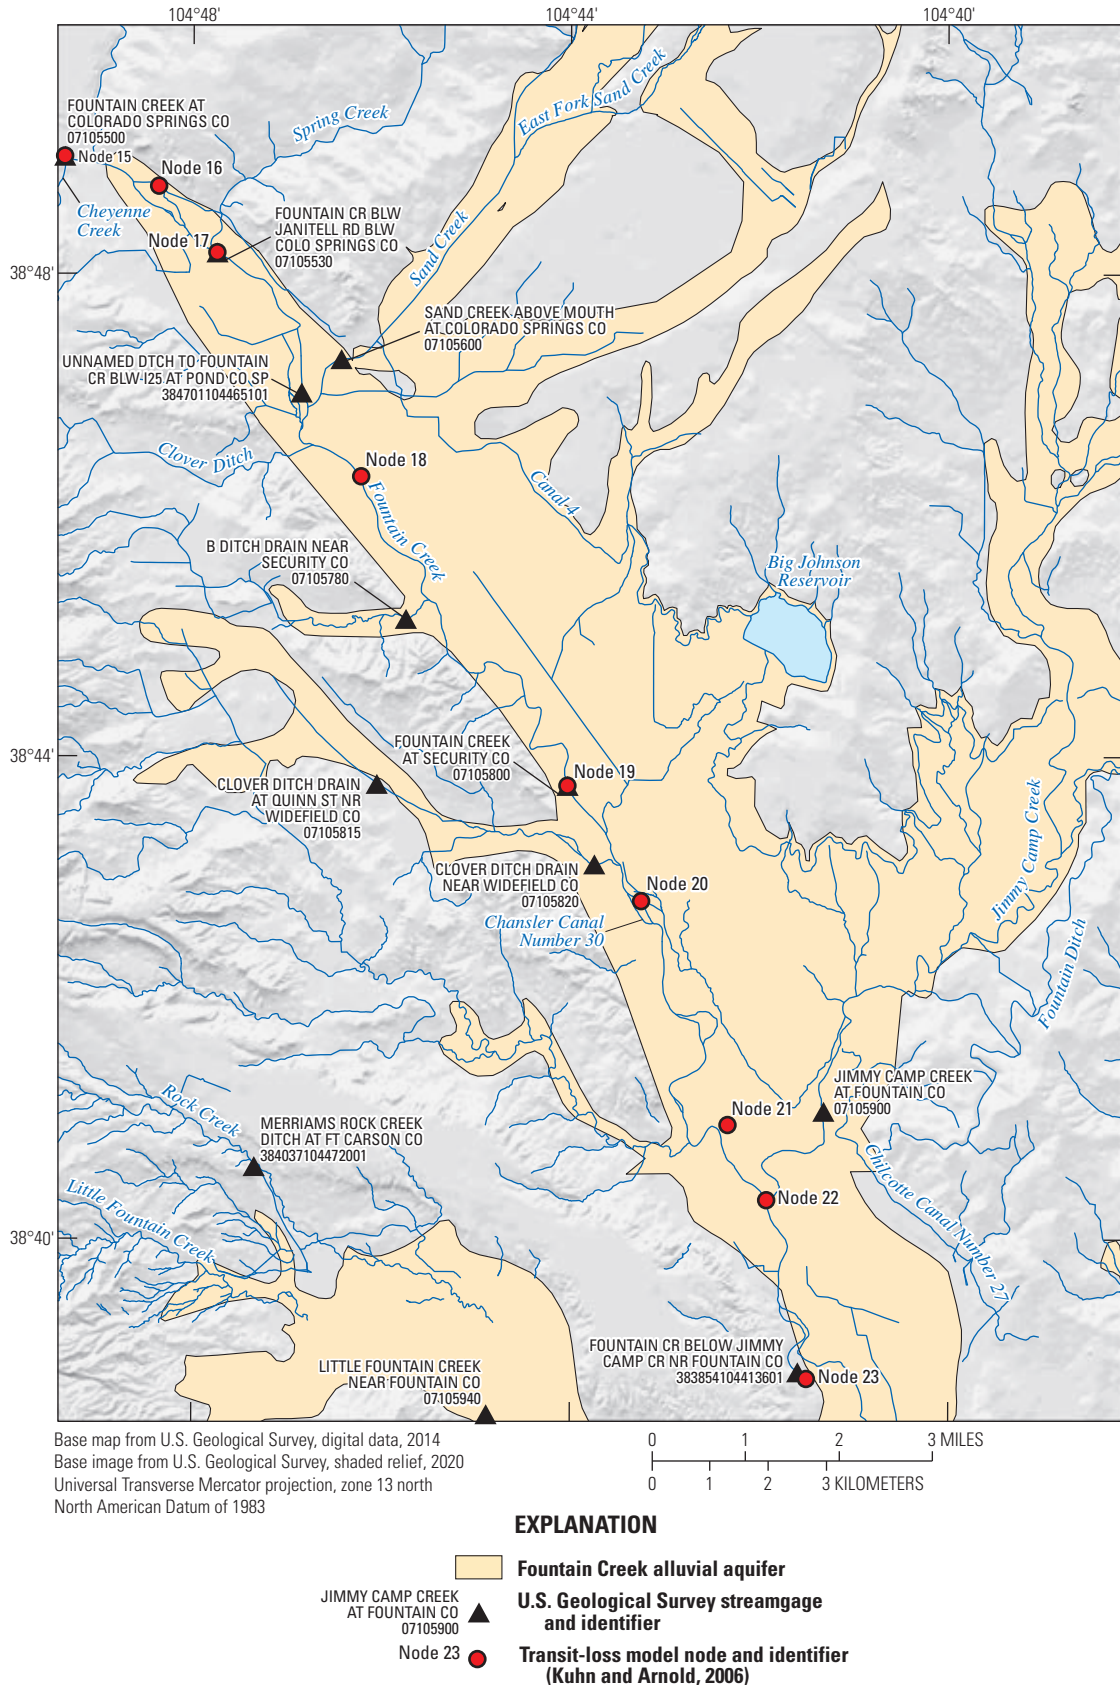 104°48'
104°44'
104°40'
FOUNTAIN CREEK AT
COLORADO SPRINGS CO
07105500
Node 15
Node 16
Spring Creek
East Fork Sand Creek
Cheyenne
Creek
Node 17
FOUNTAIN CR BLW
JANITELL RD BLW
COLO SPRINGS CO
07105530
Sand Creek
38°48'
SAND CREEK ABOVE MOUTH
AT COLORADO SPRINGS CO
07105600
UNNAMED DTCH TO FOUNTAIN
CR BLW I25 AT POND CO SP
384701104465101
Clover Ditch
Node 18
Canal 4
Fountain Creek
B DITCH DRAIN NEAR
SECURITY CO
07105780
Big Johnson
Reservoir
38°44'
FOUNTAIN CREEK
AT SECURITY CO
07105800
Node 19
CLOVER DITCH DRAIN
AT QUINN ST NR
WIDEFIELD CO
07105815
Jimmy Camp Creek
CLOVER DITCH DRAIN
NEAR WIDEFIELD CO
07105820
Node 20
Chansler Canal
Number 30
Fountain Ditch
Rock Creek
JIMMY CAMP CREEK
AT FOUNTAIN CO
07105900
Node 21
MERRIAMS ROCK CREEK
DITCH AT FT CARSON CO
384037104472001
Chilcotte Canal Number 27
Little Fountain Creek
Node 22
38°40'
FOUNTAIN CR BELOW JIMMY
CAMP CR NR FOUNTAIN CO
383854104413601
Node 23
LITTLE FOUNTAIN CREEK
NEAR FOUNTAIN CO
07105940
Base map from U.S. Geological Survey, digital data, 2014
Base image from U.S. Geological Survey, shaded relief, 2020
Universal Transverse Mercator projection, zone 13 north
North American Datum of 1983
0 1 2 3 MILES
0 1 2 3 KILOMETERS
EXPLANATION
Fountain Creek alluvial aquifer
JIMMY CAMP CREEK
AT FOUNTAIN CO
07105900
U.S. Geological Survey streamgage
and identifier
Node 23
Transit-loss model node and identifier
(Kuhn and Arnold, 2006)